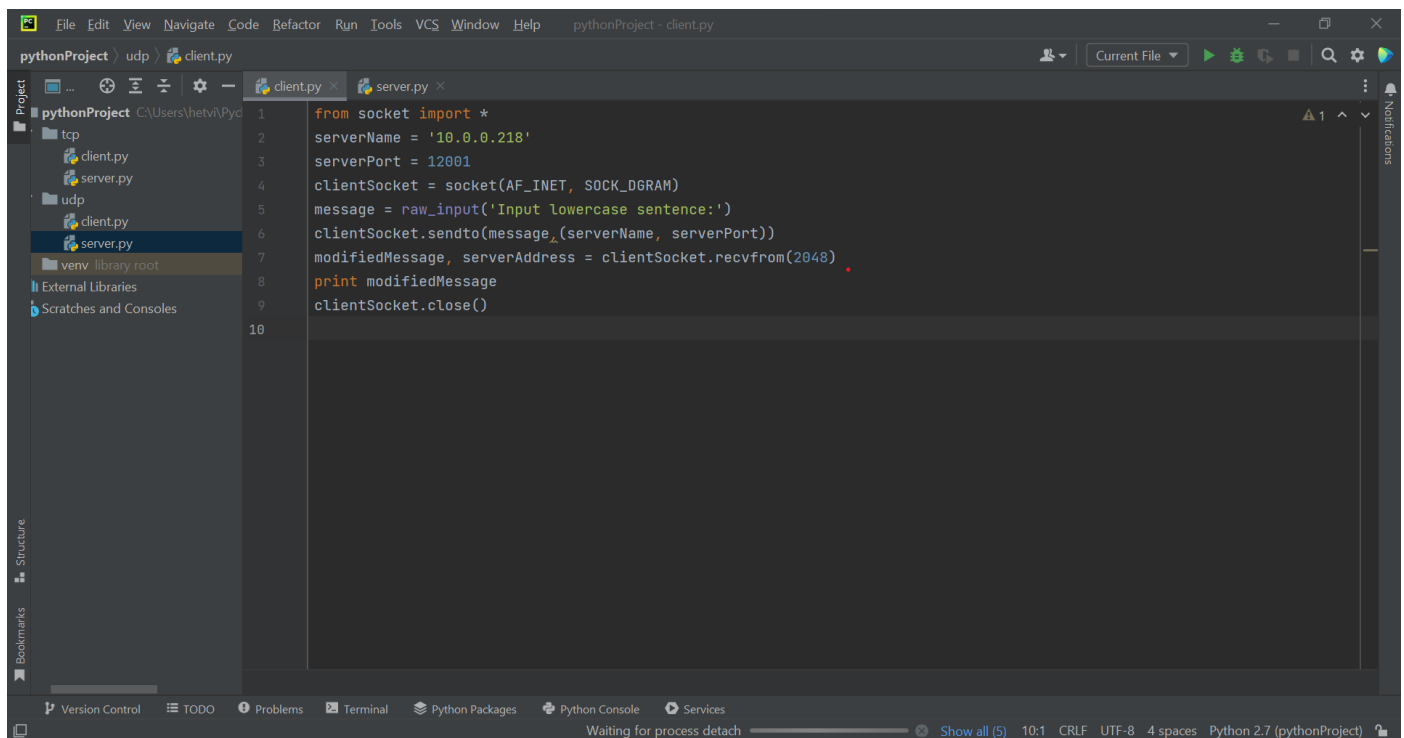 PC File Edit View Navigate Code Refactor Run Tools VCS Window Help pythonProject - client.py
pythonProject udp client.py Current File
... client.py server.py
Project
pythonProject C:\Users\hetvi\Pyc
tcp
client.py
server.py
udp
client.py
server.py
venv library root
External Libraries
Scratches and Consoles
1 from socket import *
2 serverName = '10.0.0.218'
3 serverPort = 12001
4 clientSocket = socket(AF_INET, SOCK_DGRAM)
5 message = raw_input('Input lowercase sentence:')
6 clientSocket.sendto(message,(serverName, serverPort))
7 modifiedMessage, serverAddress = clientSocket.recvfrom(2048)
8 print modifiedMessage
9 clientSocket.close()
10
1
Notifications
Structure
Bookmarks
Version Control TODO Problems Terminal Python Packages Python Console Services
Waiting for process detach Show all (5) 10:1 CRLF UTF-8 4 spaces Python 2.7 (pythonProject)